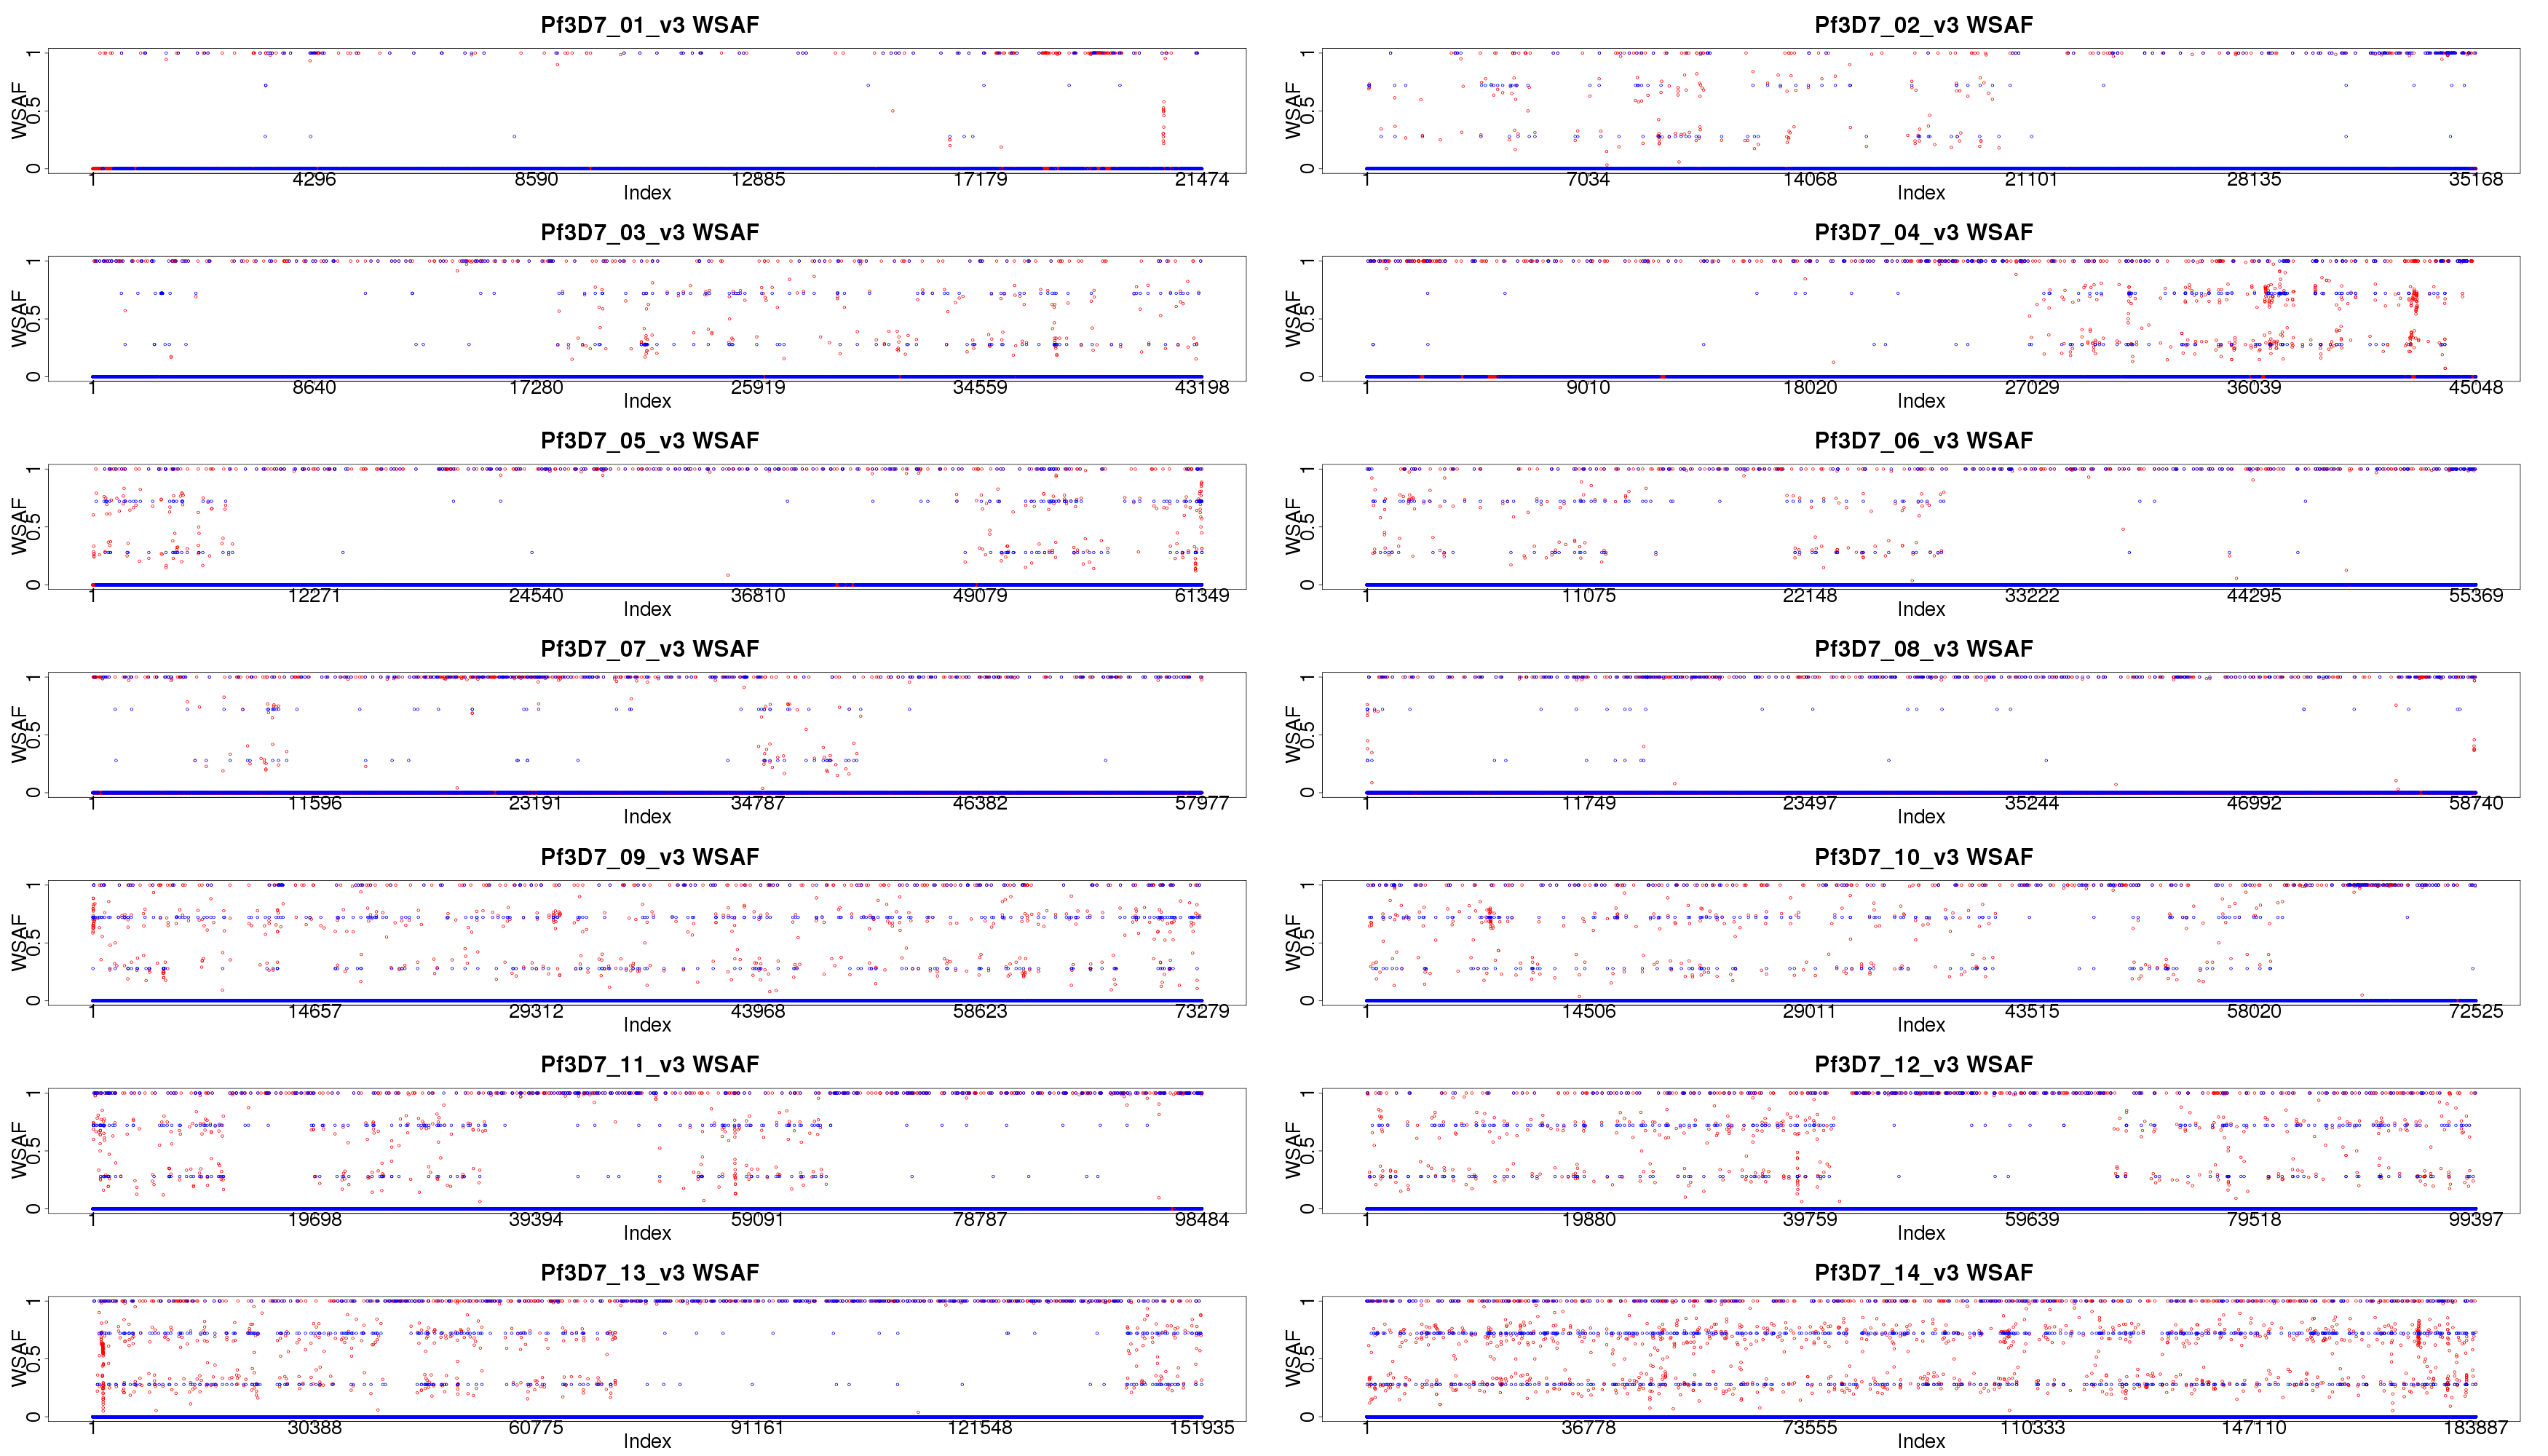 Pf3D7_01_v3 WSAF
WSAF
0 0.5 1
1 4296 8590 12885 17179 21474
Index
Pf3D7_02_v3 WSAF
WSAF
0 0.5 1
1 7034 14068 21101 28135 35168
Index
Pf3D7_03_v3 WSAF
WSAF
0 0.5 1
1 8640 17280 25919 34559 43198
Index
Pf3D7_04_v3 WSAF
WSAF
0 0.5 1
1 9010 18020 27029 36039 45048
Index
Pf3D7_05_v3 WSAF
WSAF
0 0.5 1
1 12271 24540 36810 49079 61349
Index
Pf3D7_06_v3 WSAF
WSAF
0 0.5 1
1 11075 22148 33222 44295 55369
Index
Pf3D7_07_v3 WSAF
WSAF
0 0.5 1
1 11596 23191 34787 46382 57977
Index
Pf3D7_08_v3 WSAF
WSAF
0 0.5 1
1 11749 23497 35244 46992 58740
Index
Pf3D7_09_v3 WSAF
WSAF
0 0.5 1
1 14657 29312 43968 58623 73279
Index
Pf3D7_10_v3 WSAF
WSAF
0 0.5 1
1 14506 29011 43515 58020 72525
Index
Pf3D7_11_v3 WSAF
WSAF
0 0.5 1
1 19698 39394 59091 78787 98484
Index
Pf3D7_12_v3 WSAF
WSAF
0 0.5 1
1 19880 39759 59639 79518 99397
Index
Pf3D7_13_v3 WSAF
WSAF
0 0.5 1
1 30388 60775 91161 121548 151935
Index
Pf3D7_14_v3 WSAF
WSAF
0 0.5 1
1 36778 73555 110333 147110 183887
Index